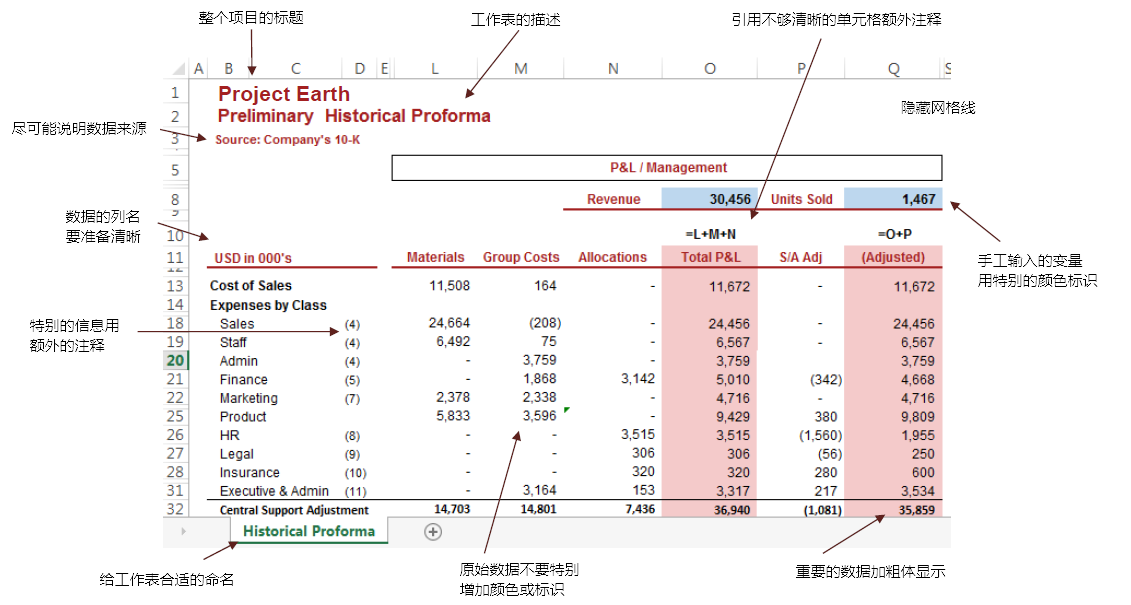 整个项目的标题
工作表的描述
引用不够清晰的单元格额外注释
A B C D E L M N O P Q S
1 Project Earth
隐藏网格线
2 Preliminary Historical Proforma
尽可能说明数据来源
3 Source: Company's 10-K
5 P&L / Management
8 Revenue 30,456 Units Sold 1,467
9
数据的列名
要准备清晰
10 =L+M+N =O+P
11 USD in 000's Materials Group Costs Allocations Total P&L S/A Adj (Adjusted)
手工输入的变量
用特别的颜色标识
12
13 Cost of Sales 11,508 164 - 11,672 - 11,672
14 Expenses by Class
特别的信息用
额外的注释
18 Sales (4) 24,664 (208) - 24,456 - 24,456
19 Staff (4) 6,492 75 - 6,567 - 6,567
20 Admin (4) - 3,759 - 3,759 3,759
21 Finance (5) - 1,868 3,142 5,010 (342) 4,668
22 Marketing (7) 2,378 2,338 - 4,716 - 4,716
25 Product 5,833 3,596 - 9,429 380 9,809
26 HR (8) - - 3,515 3,515 (1,560) 1,955
27 Legal (9) - - 306 306 (56) 250
28 Insurance (10) - - 320 320 280 600
31 Executive & Admin (11) - 3,164 153 3,317 217 3,534
32 Central Support Adjustment 14,703 14,801 7,436 36,940 (1,081) 35,859
Historical Proforma
给工作表合适的命名
原始数据不要特别
增加颜色或标识
重要的数据加粗体显示